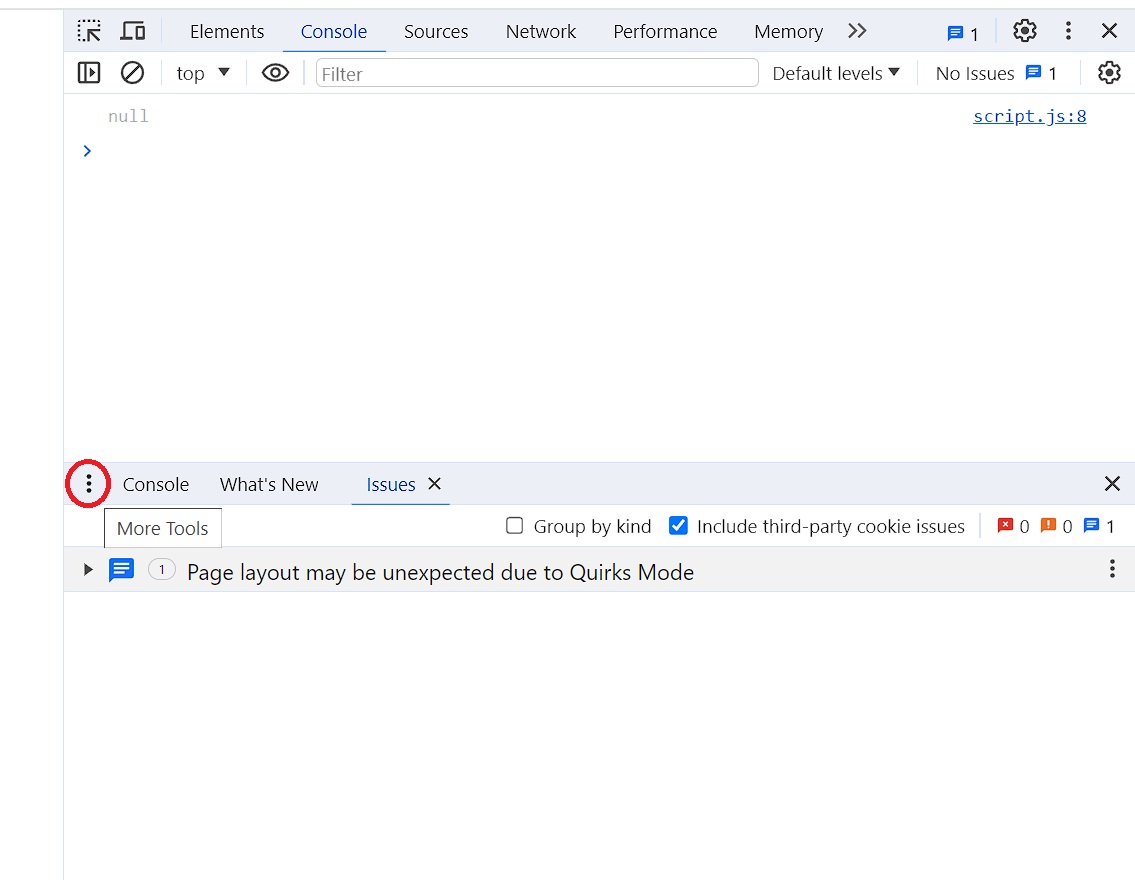 Elements Console Sources Network Performance Memory 1
top Filter Default levels No Issues 1
null script.js:8
Console What's New Issues
More Tools Group by kind Include third-party cookie issues 0 0 1
1 Page layout may be unexpected due to Quirks Mode